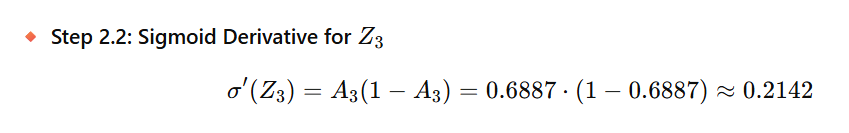 Step 2.2: Sigmoid Derivative for Z₃
σ′(Z₃) = A₃(1 − A₃) = 0.6887 · (1 − 0.6887) ≈ 0.2142